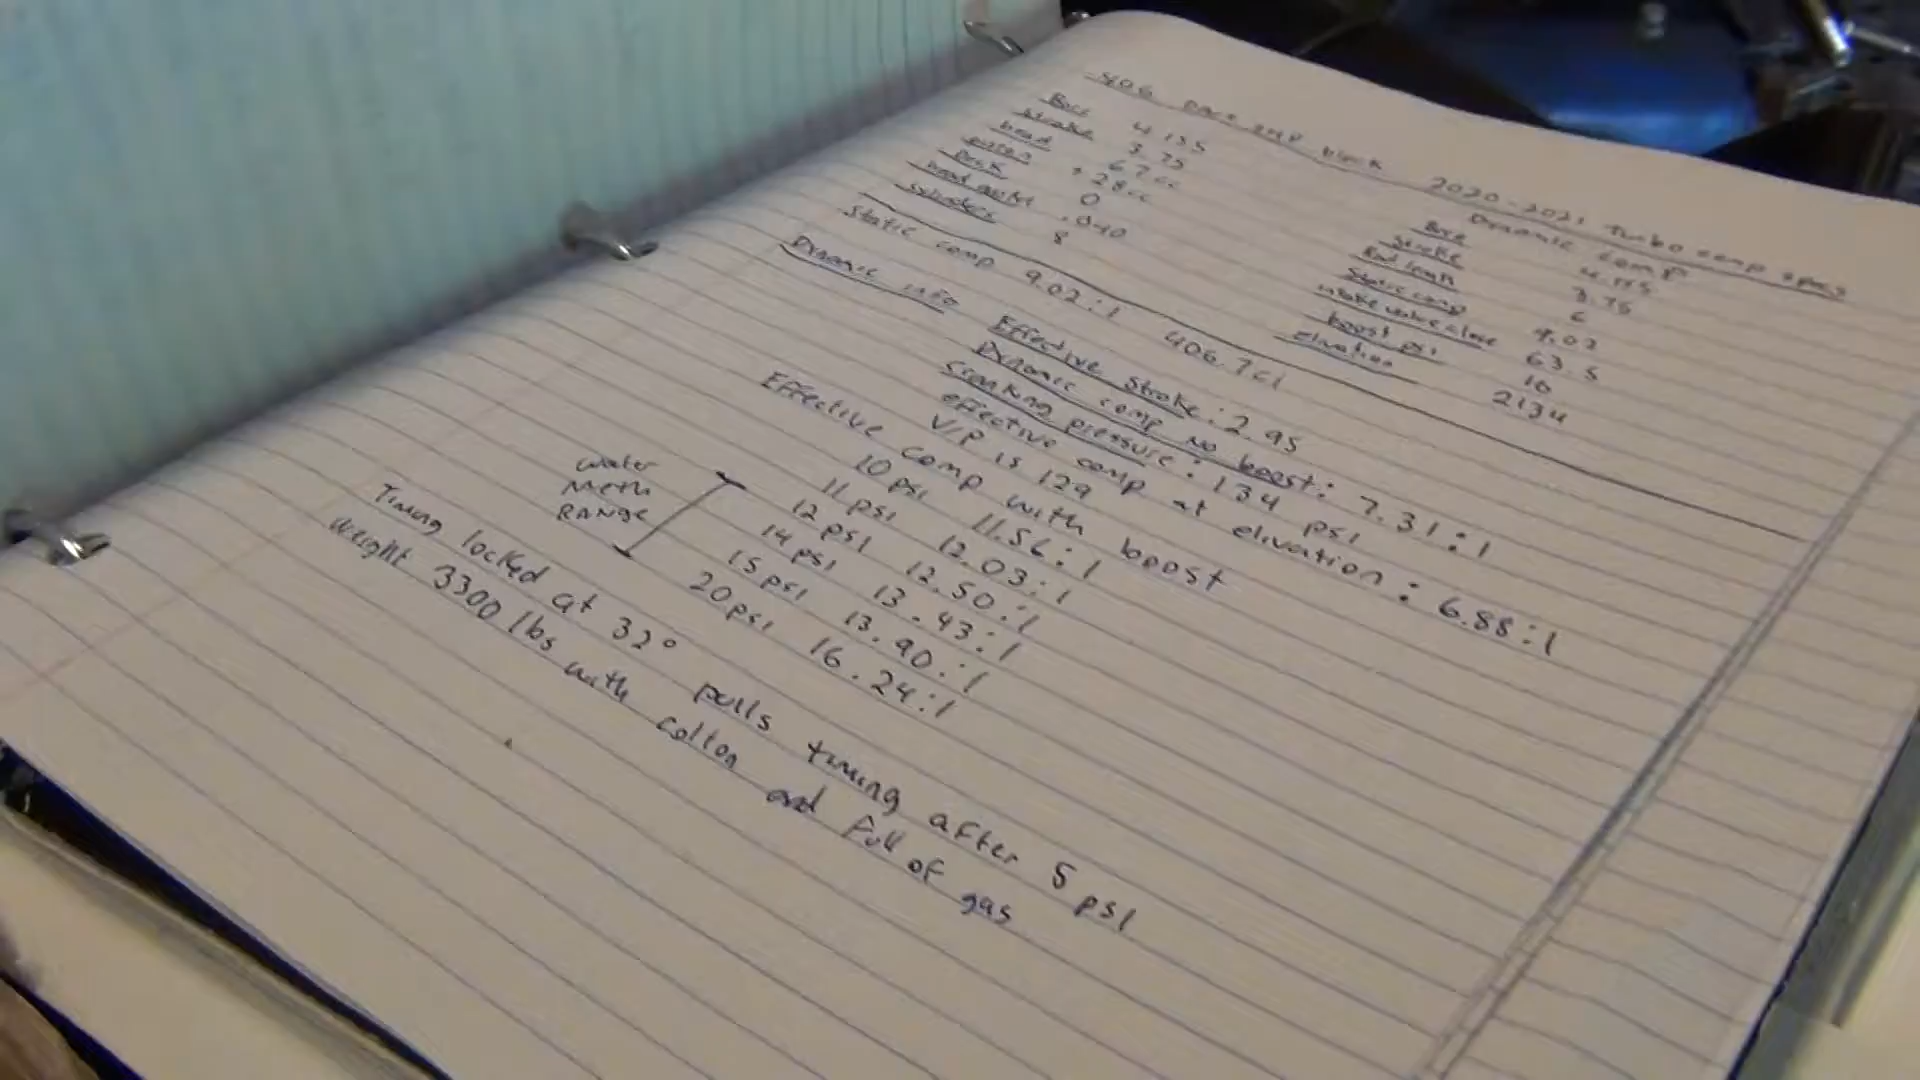 406 Dart SHP block 2020-2021 Turbo comp specs
Bore 4.155
stroke 3.75
head 67cc
piston +28cc
Deck 0
head gasket .040
cylinders 8
Dynamic comp
Bore 4.155
stroke 3.75
Rod length 6
static comp 9.02
intake valve close 63.5
boost psi 10
elivation 2134
Static comp 9.02:1 406.7ci
Dynamic info
Effective stroke: 2.95
Dynamic comp no boost: 7.31:1
cranking pressure: 134 psi
effective comp at elivation: 6.88:1
V/P is 129
Effective comp with boost
10 psi 11.56:1
11 psi 12.03:1
12 psi 12.50:1
14 psi 13.43:1
15 psi 13.90:1
20 psi 16.24:1
water
Meth
RANGe
Timing locked at 32° pulls timing after 5 psi
weight 3300 lbs with colton and full of gas